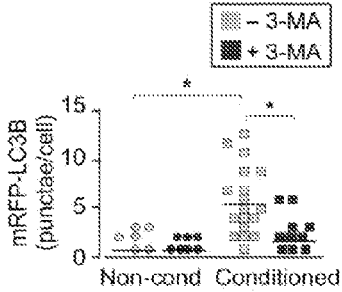 − 3-MA
+ 3-MA
*
*
mRFP-LC3B
(punctae/cell)
15
10
5
0
Non-cond Conditioned